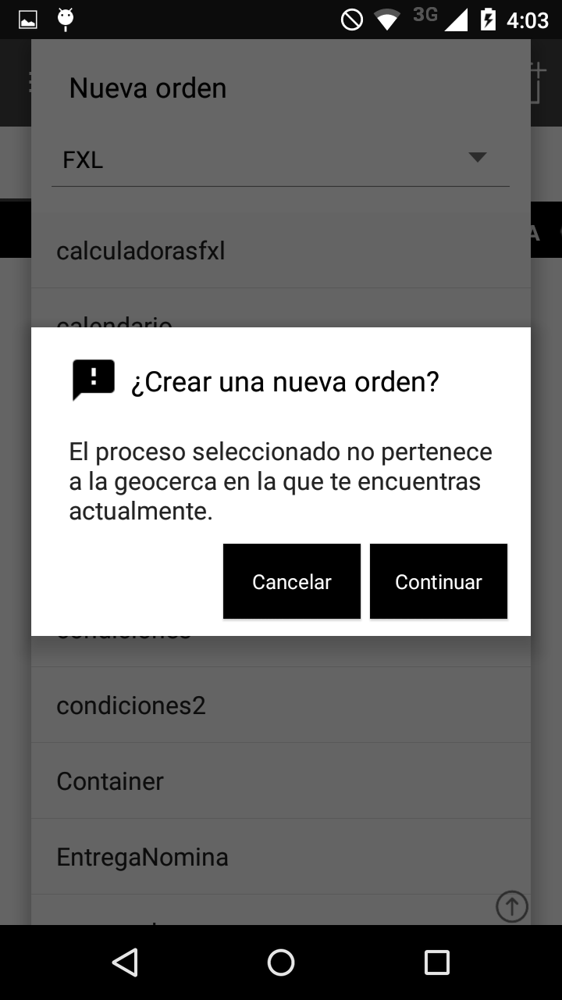 3G 4:03
Nueva orden
FXL
calculadorasfxl
calendario
¿Crear una nueva orden?
El proceso seleccionado no pertenece
a la geocerca en la que te encuentras
actualmente.
Cancelar Continuar
condiciones
condiciones2
Container
EntregaNomina